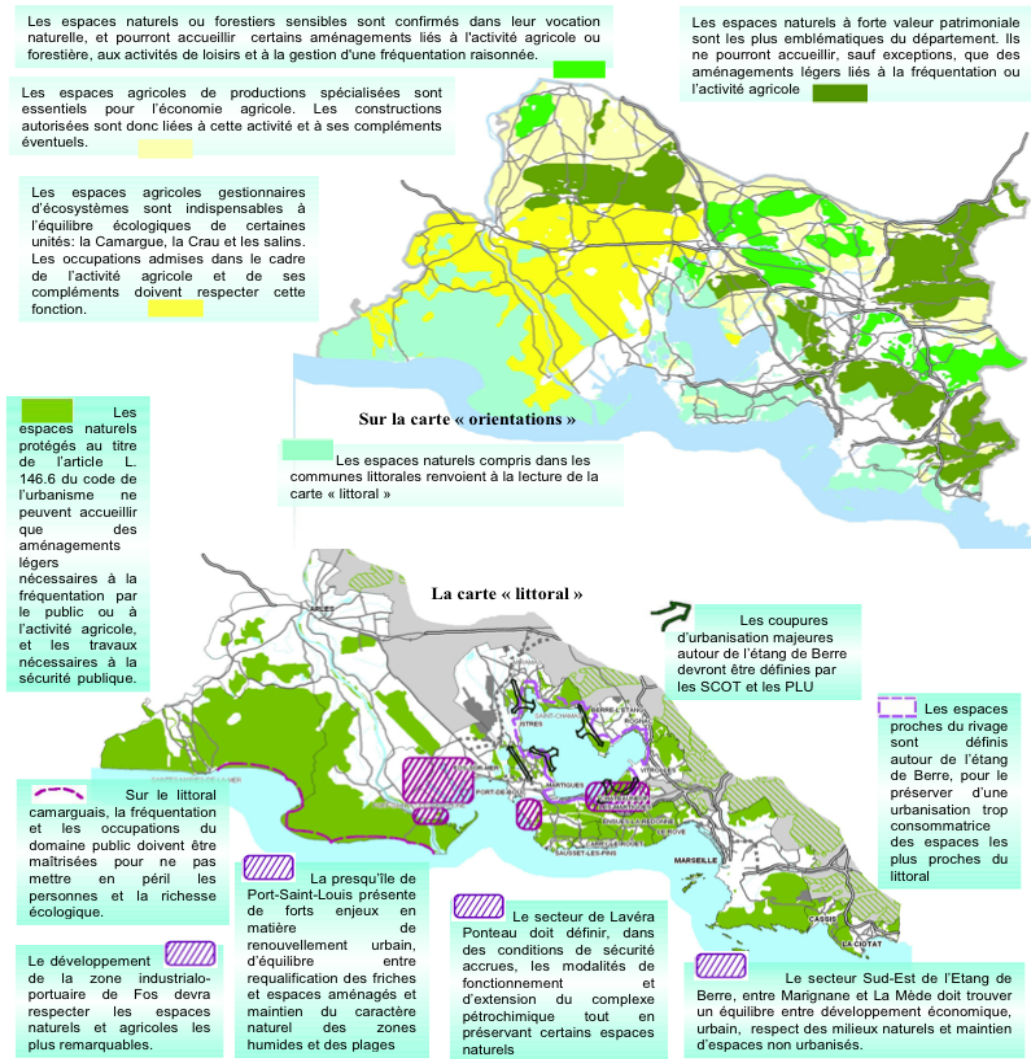 Les espaces naturels ou forestiers sensibles sont confirmés dans leur vocation
naturelle, et pourront accueillir certains aménagements liés à l'activité agricole ou
forestière, aux activités de loisirs et à la gestion d'une fréquentation raisonnée.
Les espaces naturels à forte valeur patrimoniale
sont les plus emblématiques du département. Ils
ne pourront accueillir, sauf exceptions, que des
aménagements légers liés à la fréquentation ou
l'activité agricole
Les espaces agricoles de productions spécialisées sont
essentiels pour l'économie agricole. Les constructions
autorisées sont donc liées à cette activité et à ses compléments
éventuels.
Les espaces agricoles gestionnaires
d'écosystèmes sont indispensables à
l'équilibre écologiques de certaines
unités: la Camargue, la Crau et les salins.
Les occupations admises dans le cadre
de l'activité agricole et de ses
compléments doivent respecter cette
fonction.
Sur la carte « orientations »
Les espaces naturels compris dans les
communes littorales renvoient à la lecture de la
carte « littoral »
Les
espaces naturels
protégés au titre
de l'article L.
146.6 du code de
l'urbanisme ne
peuvent accueillir
que des
aménagements
légers
nécessaires à la
fréquentation par
le public ou à
l'activité agricole,
et les travaux
nécessaires à la
sécurité publique.
La carte « littoral »
Les coupures
d'urbanisation majeures
autour de l'étang de Berre
devront être définies par
les SCOT et les PLU
Les espaces
proches du rivage
sont définis
autour de l'étang
de Berre, pour le
préserver d'une
urbanisation trop
consommatrice
des espaces les
plus proches du
littoral
ARLES
SAINT-CHAMAS
BERRE-L'ETANG
ISTRES
ROGNAC
VITROLLES
MARTIGUES
PORT-DE-BOUC
ENSUES-LA-REDONNE
LE ROVE
CARRY-LE-ROUET
SAUSSET-LES-PINS
MARSEILLE
CASSIS
LA CIOTAT
Sur le littoral
camarguais, la fréquentation
et les occupations du
domaine public doivent être
maîtrisées pour ne pas
mettre en péril les
personnes et la richesse
écologique.
La presqu'île de
Port-Saint-Louis présente
de forts enjeux en
matière de
renouvellement urbain,
d'équilibre entre
requalification des friches
et espaces aménagés et
maintien du caractère
naturel des zones
humides et des plages
Le secteur de Lavéra
Ponteau doit définir, dans
des conditions de sécurité
accrues, les modalités de
fonctionnement et
d'extension du complexe
pétrochimique tout en
préservant certains espaces
naturels
Le développement
de la zone industrialo-
portuaire de Fos devra
respecter les espaces
naturels et agricoles les
plus remarquables.
Le secteur Sud-Est de l'Etang de
Berre, entre Marignane et La Mède doit trouver
un équilibre entre développement économique,
urbain, respect des milieux naturels et maintien
d'espaces non urbanisés.